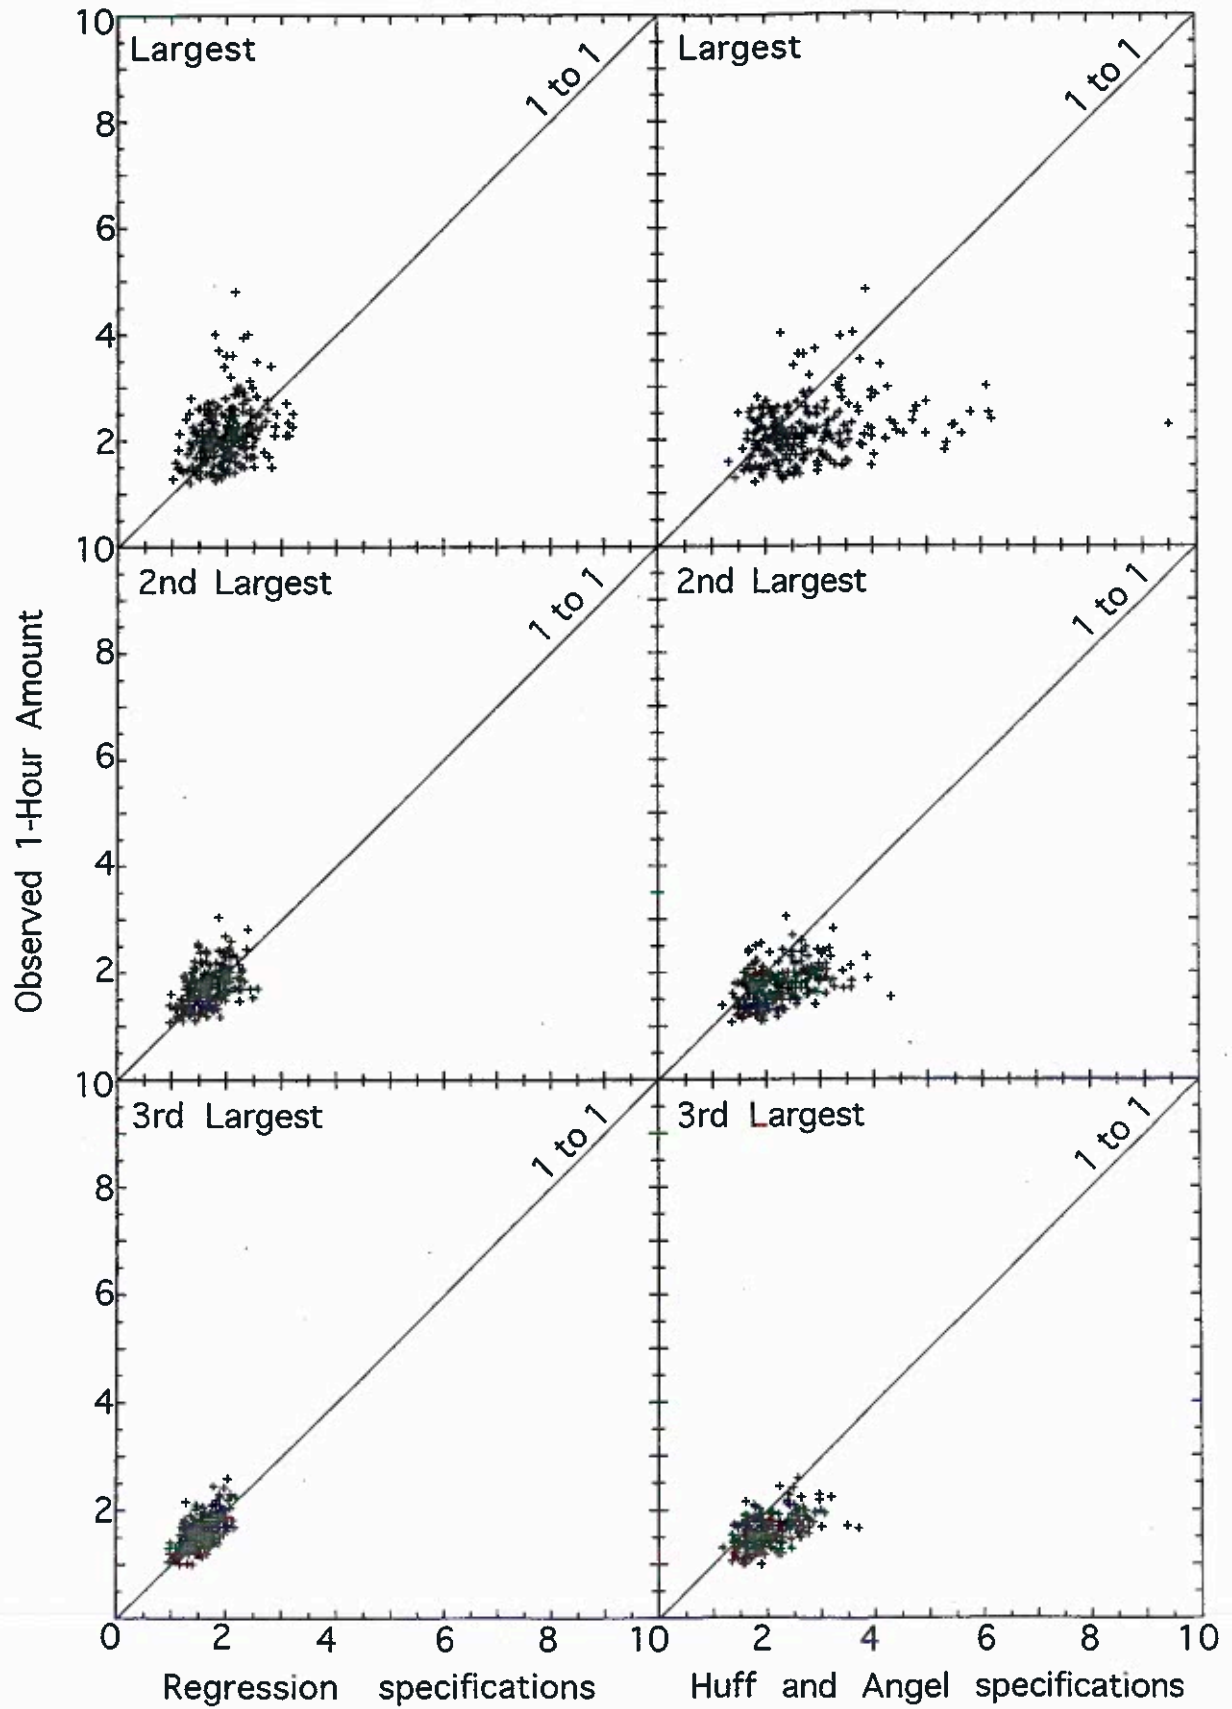 10
Largest
1 to 1
Largest
1 to 1
8
6
4
2
10
2nd Largest
1 to 1
2nd Largest
1 to 1
8
6
4
2
10
3rd Largest
1 to 1
3rd Largest
1 to 1
8
6
4
2
Observed 1-Hour Amount
0 2 4 6 8 10 2 4 6 8 10
Regression specifications
Huff and Angel specifications